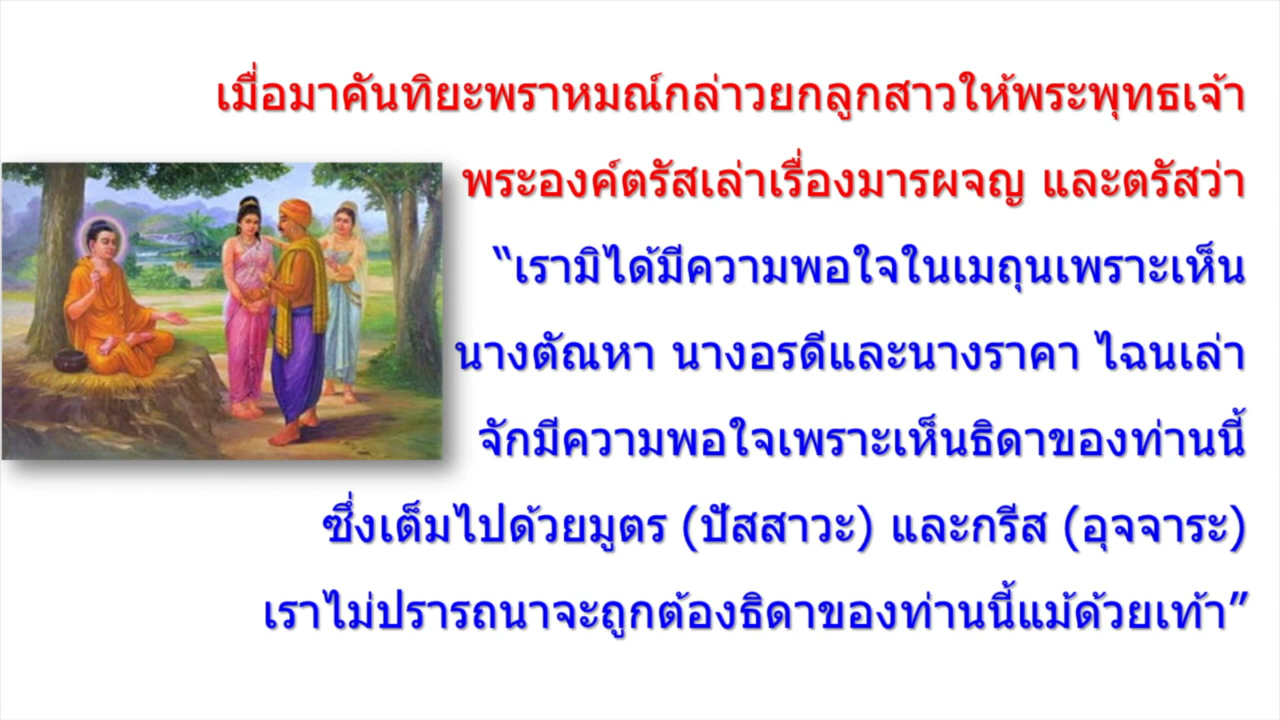 เมื่อมาคันทิยะพราหมณ์กล่าวยกลูกสาวให้พระพุทธเจ้า
พระองค์ตรัสเล่าเรื่องมารผจญ และตรัสว่า
“เรามิได้มีความพอใจในเมถุนเพราะเห็น
นางตัณหา นางอรดีและนางราคา ไฉนเล่า
จักมีความพอใจเพราะเห็นธิดาของท่านนี้
ซึ่งเต็มไปด้วยมูตร (ปัสสาวะ) และกรีส (อุจจาระ)
เราไม่ปรารถนาจะถูกต้องธิดาของท่านนี้แม้ด้วยเท้า”